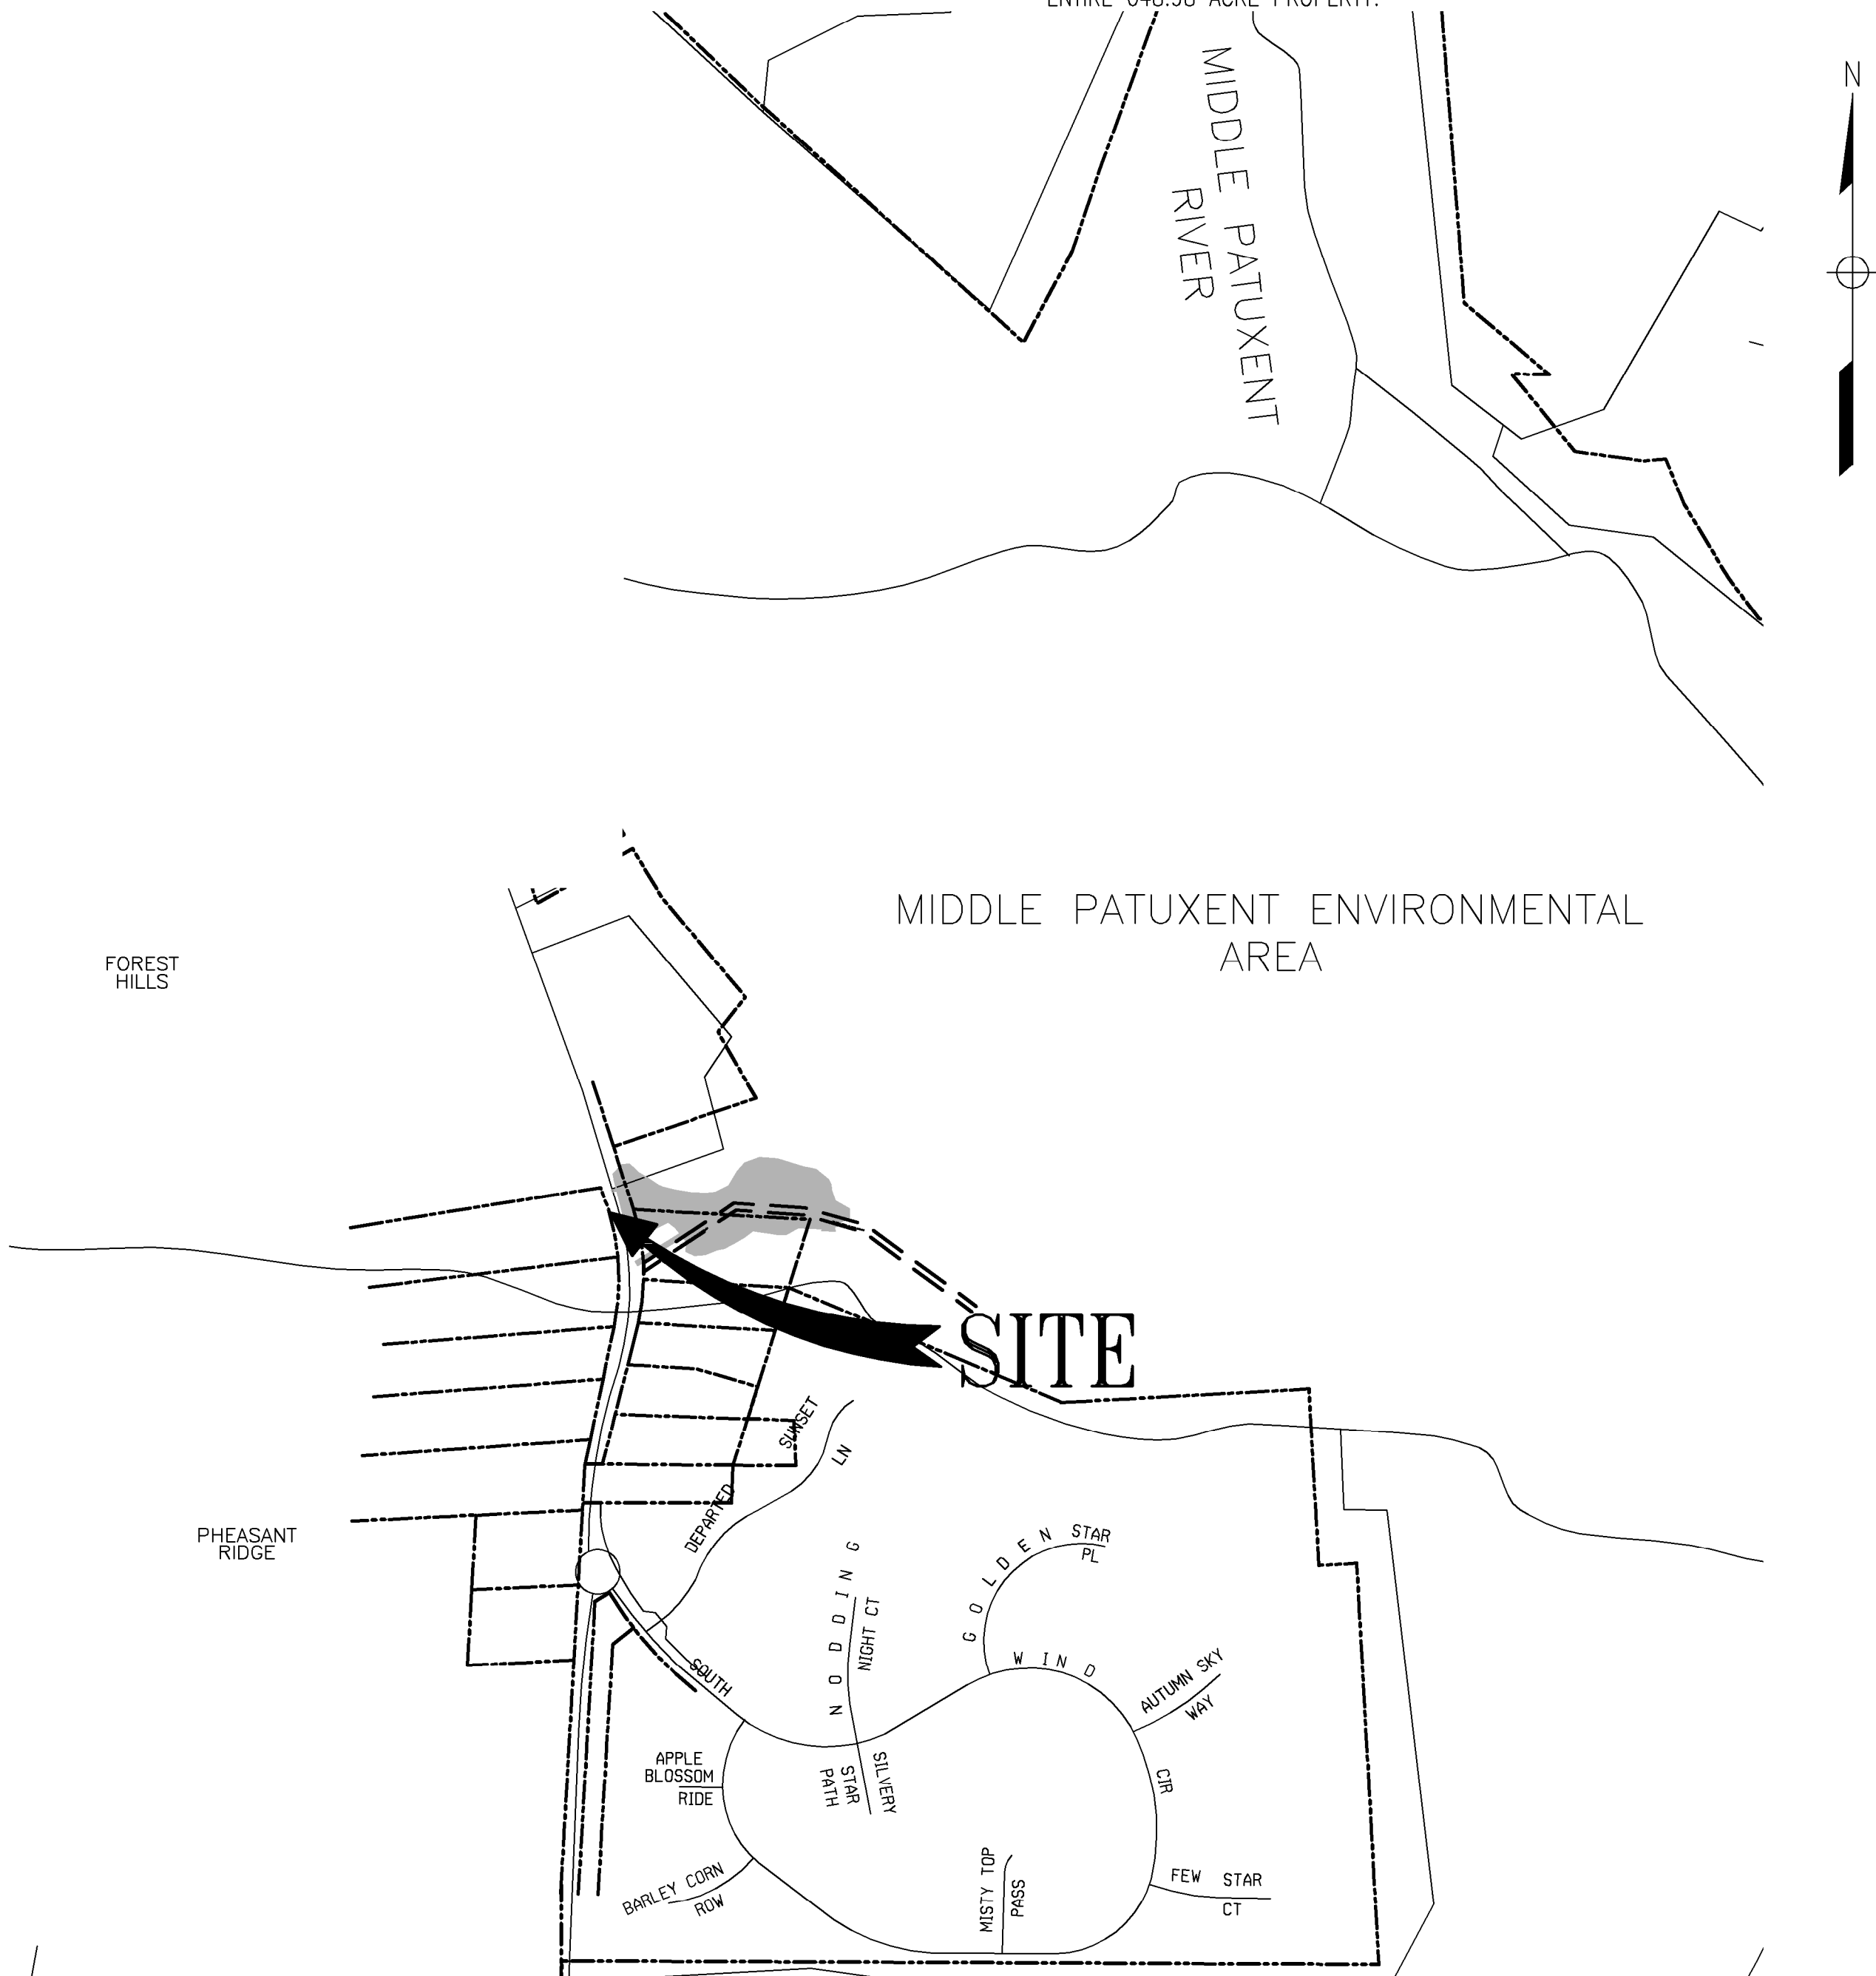 N
MIDDLE PATUXENT
RIVER
MIDDLE PATUXENT ENVIRONMENTAL
AREA
FOREST
HILLS
SITE
SUNSET
LN
DEPARTED
PHEASANT
RIDGE
NODDING
NIGHT CT
GOLDEN STAR
PL
SOUTH
WIND
CIR
AUTUMN SKY
WAY
APPLE
BLOSSOM
RIDE
SILVERY
STAR
PATH
BARLEY CORN
ROW
MISTY TOP
PASS
FEW STAR
CT